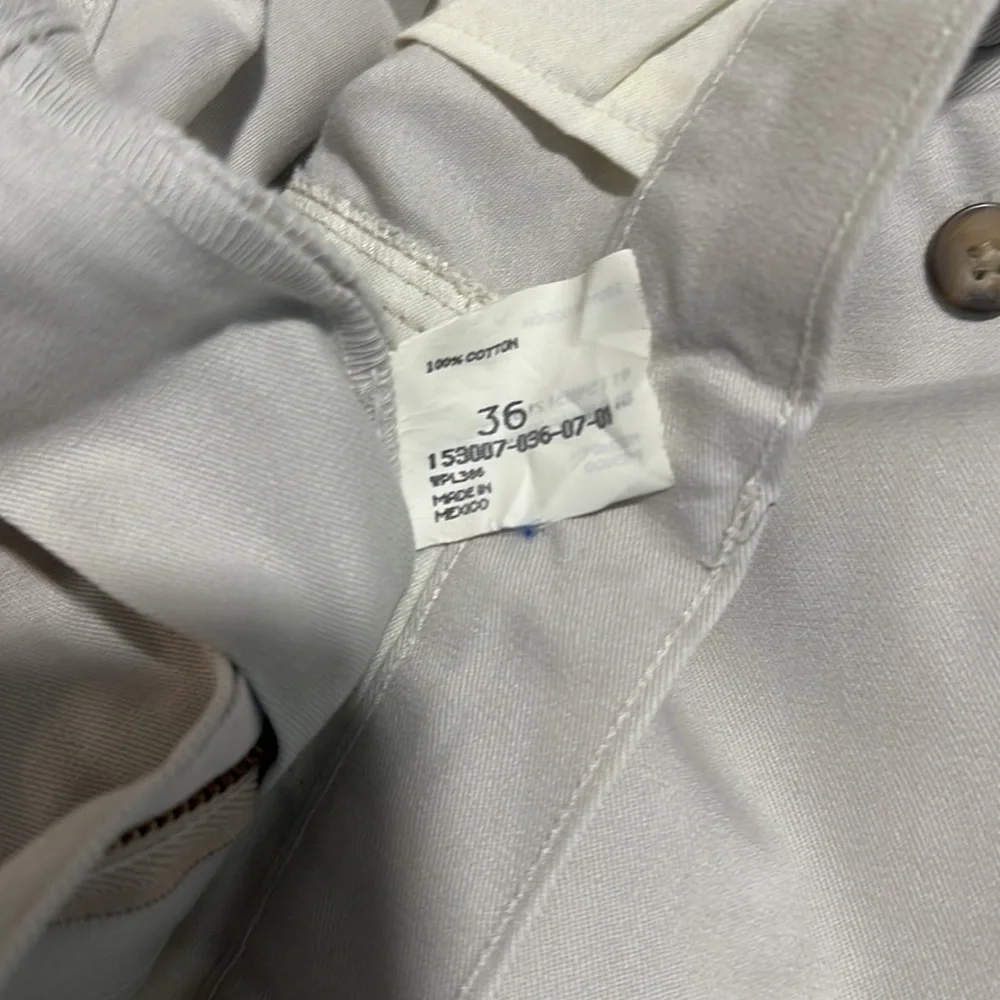 100% COTTON
36
153007-036-07-01
WPL386
MADE IN
MEXICO